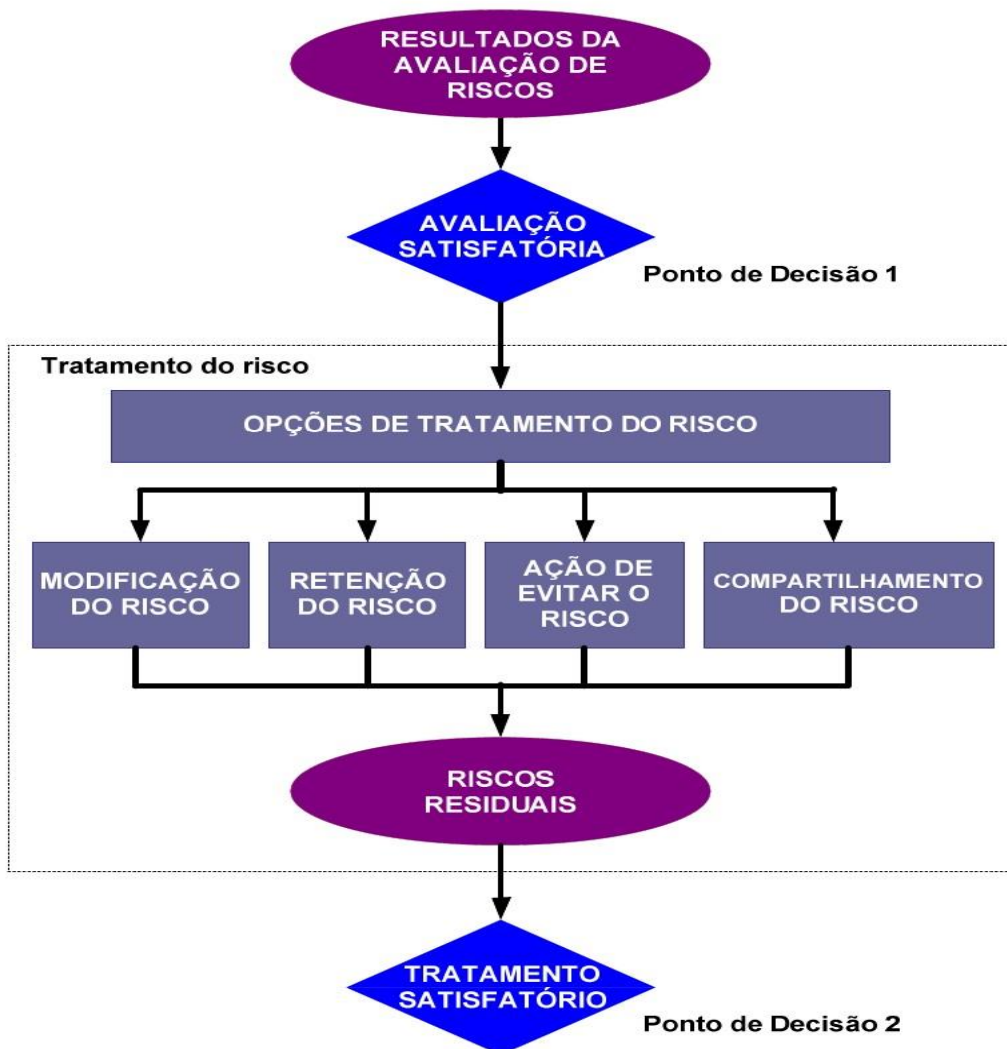 RESULTADOS DA
AVALIAÇÃO DE
RISCOS
AVALIAÇÃO
SATISFATÓRIA
Ponto de Decisão 1
Tratamento do risco
OPÇÕES DE TRATAMENTO DO RISCO
MODIFICAÇÃO
DO RISCO
RETENÇÃO
DO RISCO
AÇÃO DE
EVITAR O
RISCO
COMPARTILHAMENTO
DO RISCO
RISCOS
RESIDUAIS
TRATAMENTO
SATISFATÓRIO
Ponto de Decisão 2